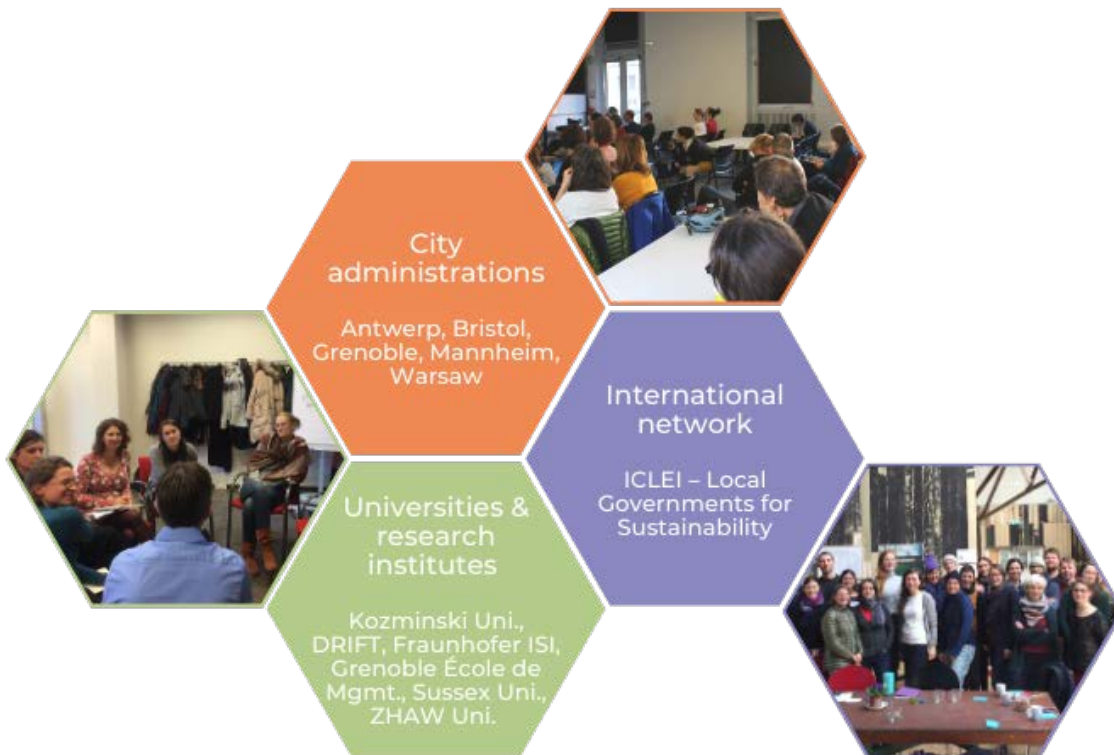 City
administrations
Antwerp, Bristol,
Grenoble, Mannheim,
Warsaw
International
network
ICLEI – Local
Governments for
Sustainability
Universities &
research
institutes
Kozminski Uni.,
DRIFT, Fraunhofer ISI,
Grenoble École de
Mgmt., Sussex Uni.,
ZHAW Uni.